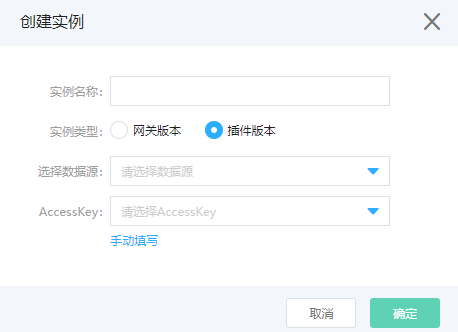 创建实例
实例名称:
实例类型: 网关版本 插件版本
选择数据源: 请选择数据源
AccessKey: 请选择AccessKey
手动填写
取消 确定